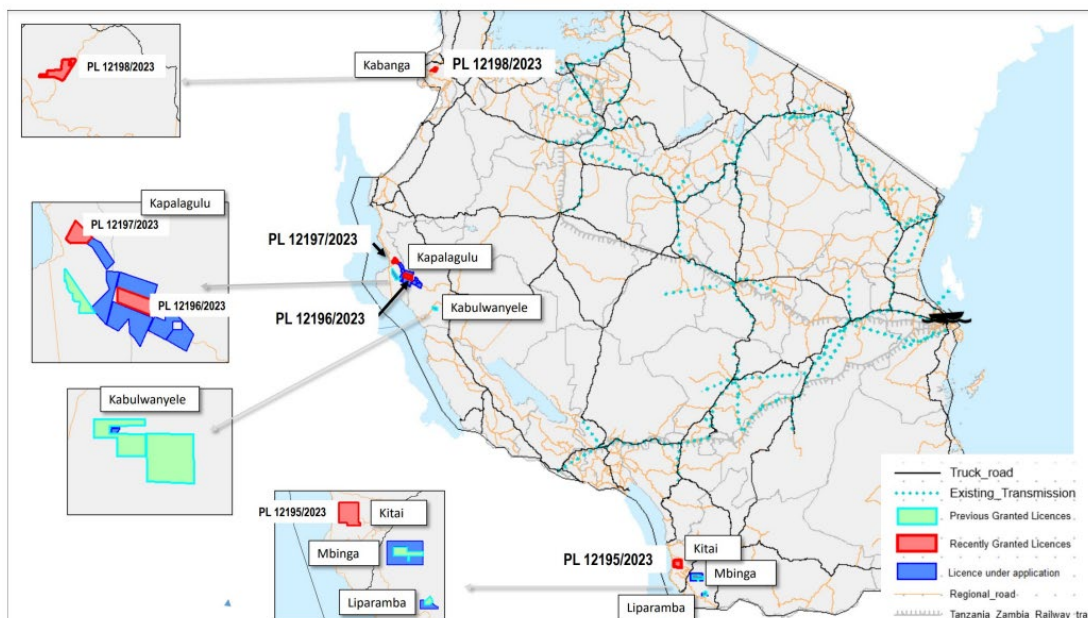 PL 12198/2023
Kabanga
PL 12198/2023
Kapalagulu
PL 12197/2023
PL 12196/2023
PL 12197/2023
Kapalagulu
PL 12196/2023
Kabulwanyele
Kabulwanyele
PL 12195/2023
Kitai
Mbinga
Liparamba
PL 12195/2023
Kitai
Mbinga
Liparamba
Truck_road
Existing_Transmission
Previous Granted Licences
Recently Granted Licences
Licence under application
Regional_road
Tanzania_Zambia_Railway_tra